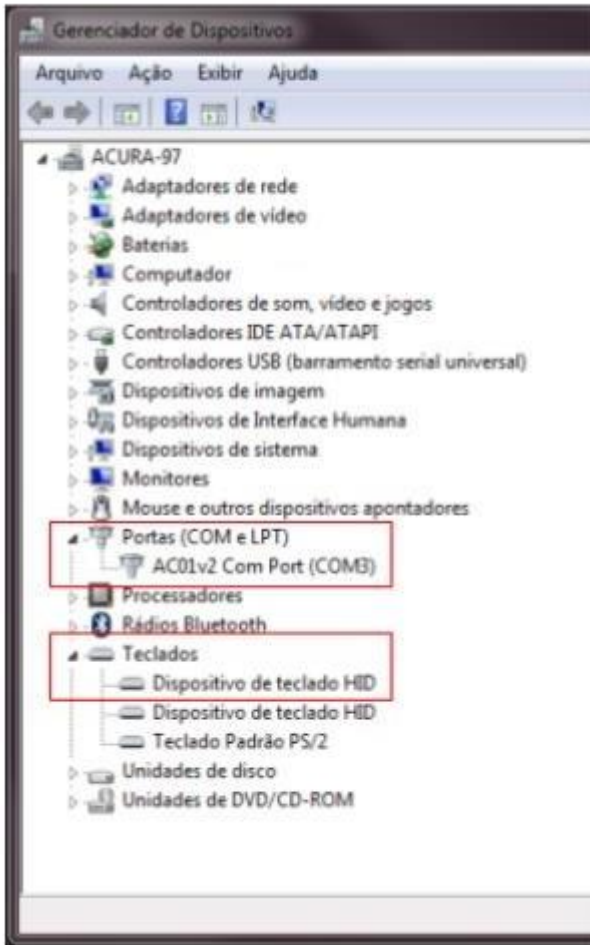 Gerenciador de Dispositivos
Arquivo Ação Exibir Ajuda
ACURA-97
Adaptadores de rede
Adaptadores de vídeo
Baterias
Computador
Controladores de som, vídeo e jogos
Controladores IDE ATA/ATAPI
Controladores USB (barramento serial universal)
Dispositivos de imagem
Dispositivos de Interface Humana
Dispositivos de sistema
Monitores
Mouse e outros dispositivos apontadores
Portas (COM e LPT)
AC01v2 Com Port (COM3)
Processadores
Rádios Bluetooth
Teclados
Dispositivo de teclado HID
Dispositivo de teclado HID
Teclado Padrão PS/2
Unidades de disco
Unidades de DVD/CD-ROM